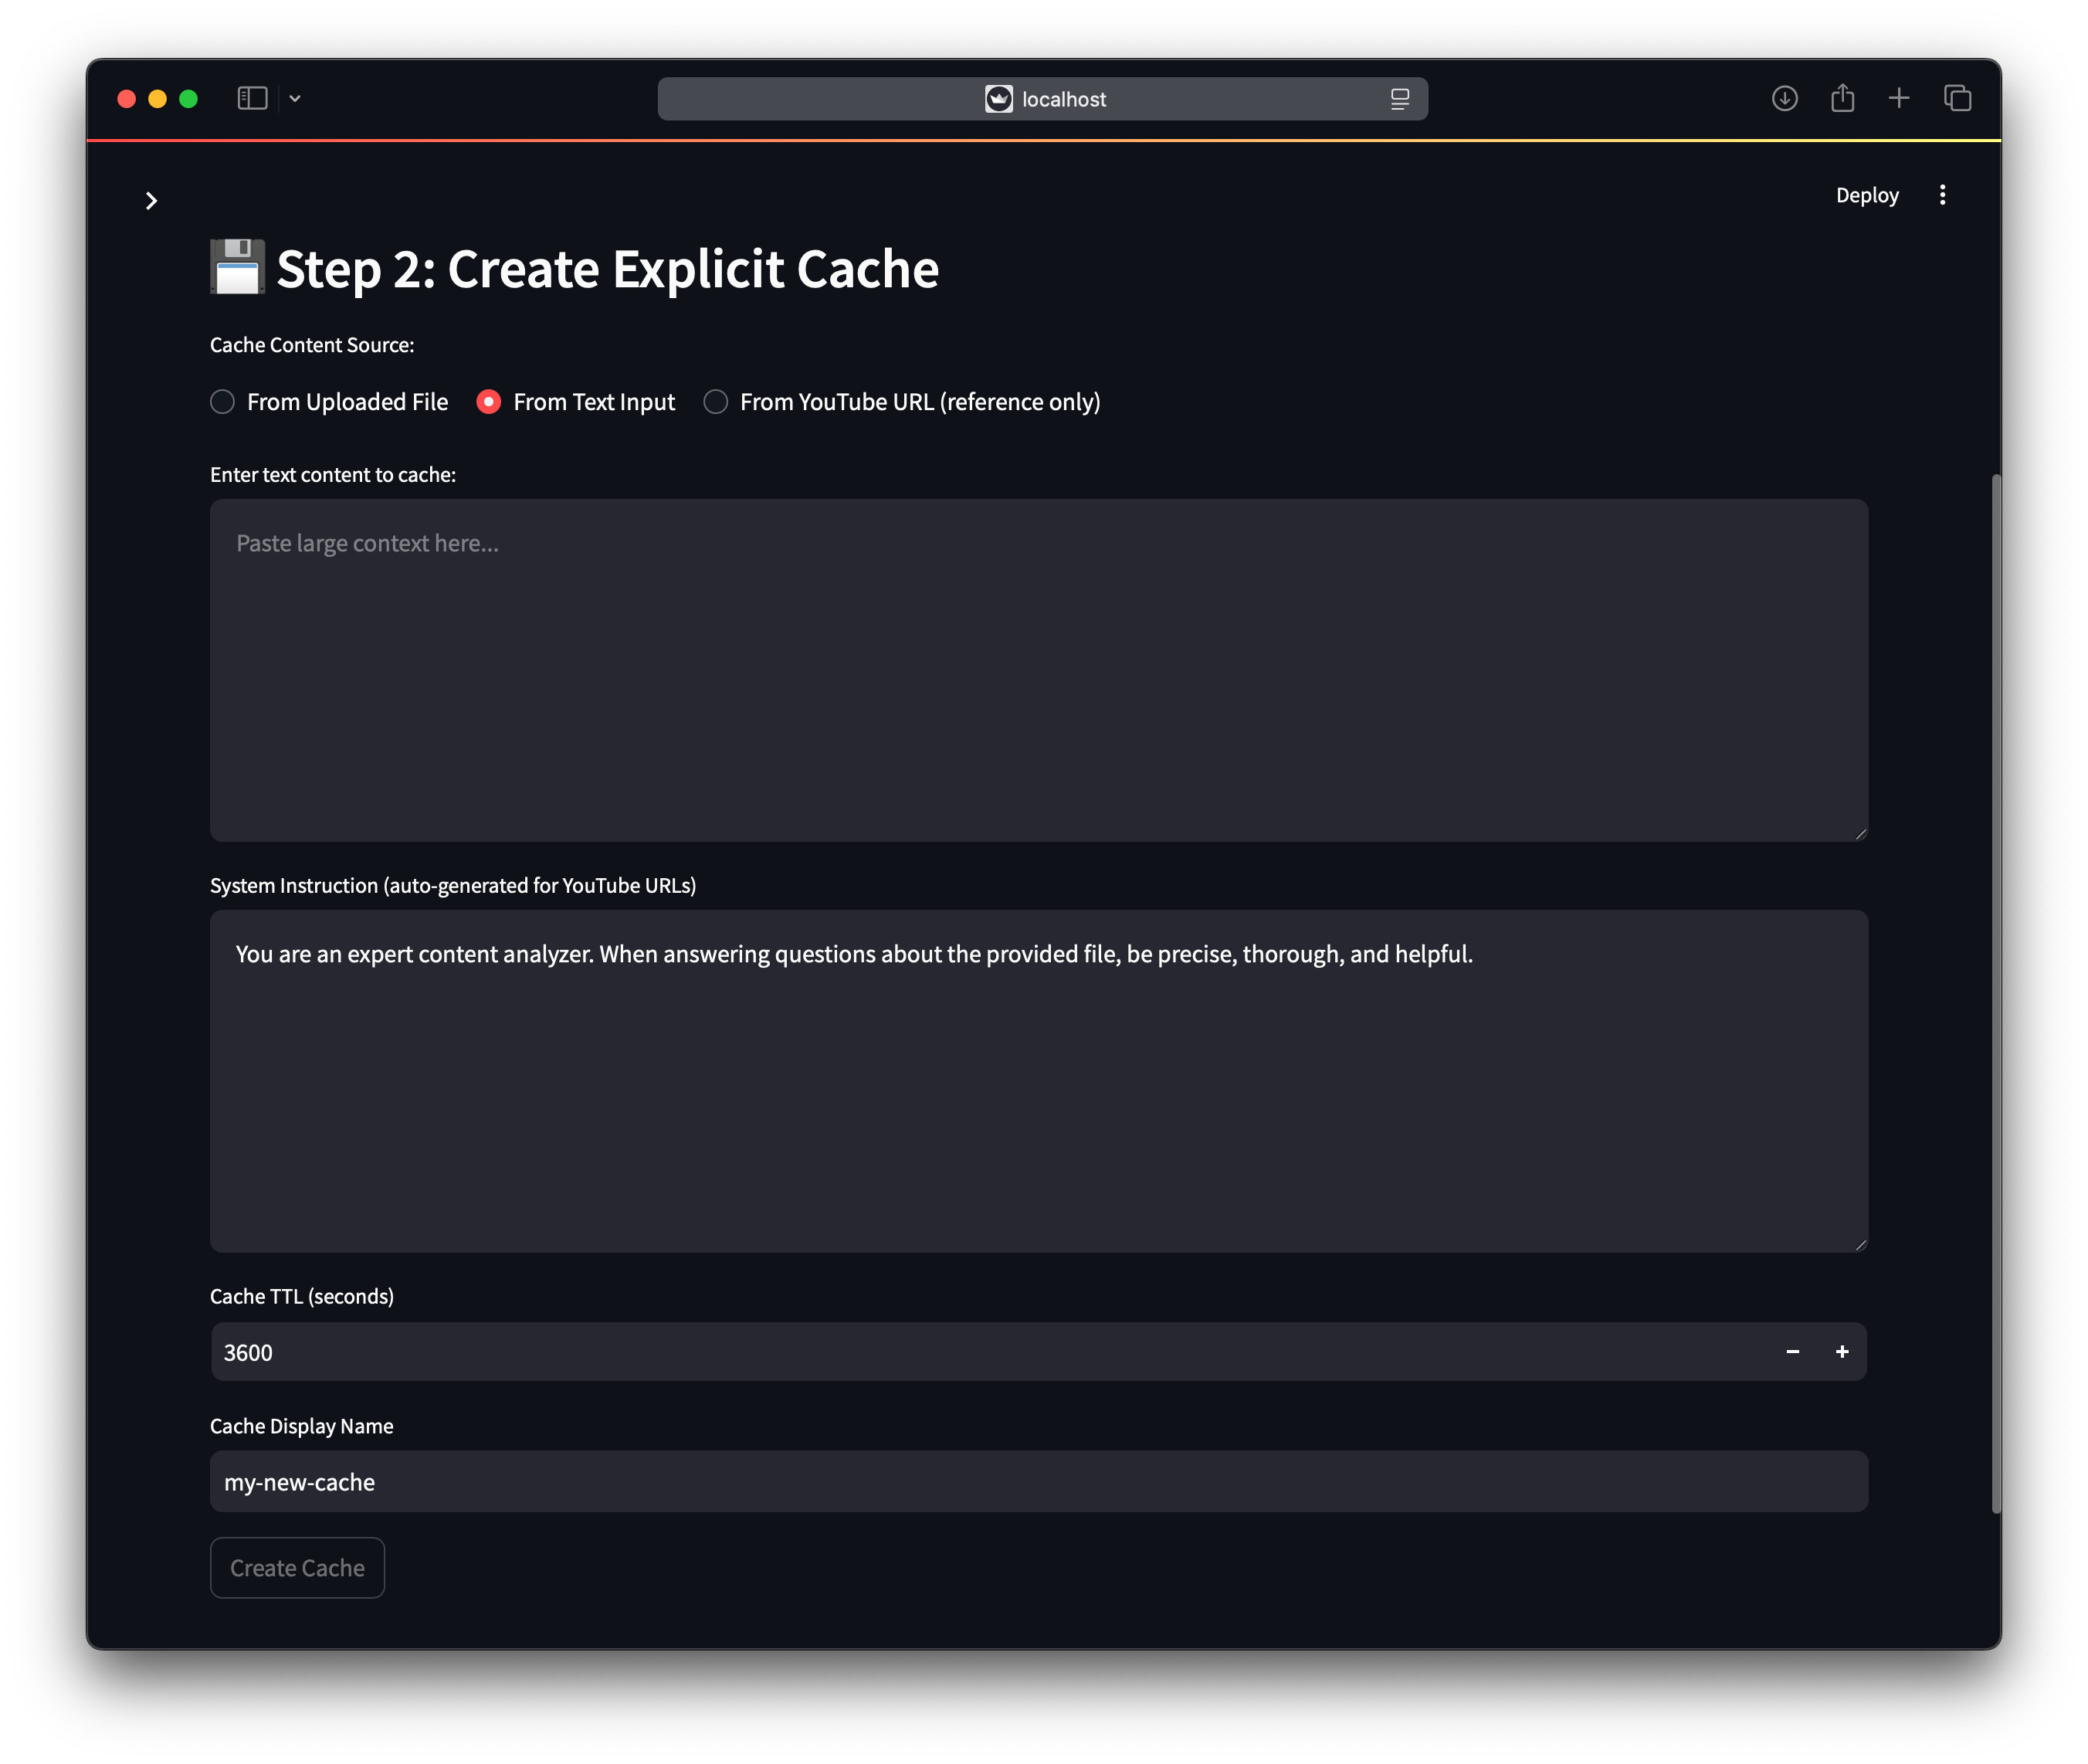 localhost
Deploy
Step 2: Create Explicit Cache
Cache Content Source:
From Uploaded File From Text Input From YouTube URL (reference only)
Enter text content to cache:
Paste large context here...
System Instruction (auto-generated for YouTube URLs)
You are an expert content analyzer. When answering questions about the provided file, be precise, thorough, and helpful.
Cache TTL (seconds)
3600
Cache Display Name
my-new-cache
Create Cache